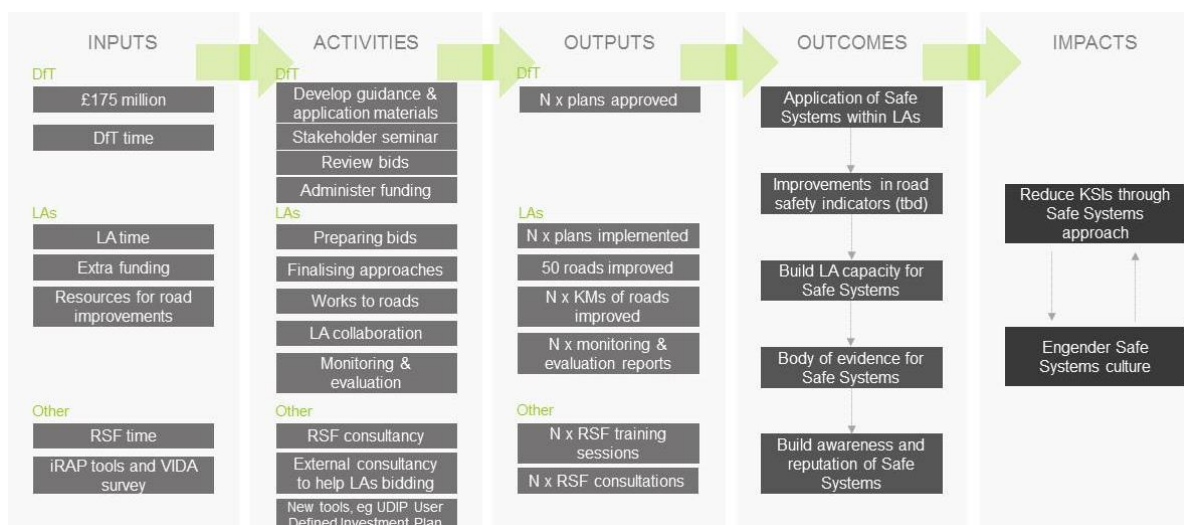 INPUTS
DfT
£175 million
DfT time
LAs
LA time
Extra funding
Resources for road
improvements
Other
RSF time
iRAP tools and VIDA
survey
ACTIVITIES
DfT
Develop guidance &
application materials
Stakeholder seminar
Review bids
Administer funding
LAs
Preparing bids
Finalising approaches
Works to roads
LA collaboration
Monitoring &
evaluation
Other
RSF consultancy
External consultancy
to help LAs bidding
New tools, eg UDIP User
Defined Investment Plan
OUTPUTS
DfT
N x plans approved
LAs
N x plans implemented
50 roads improved
N x KMs of roads
improved
N x monitoring &
evaluation reports
Other
N x RSF training
sessions
N x RSF consultations
OUTCOMES
Application of Safe
Systems within LAs
Improvements in road
safety indicators (tbd)
Build LA capacity for
Safe Systems
Body of evidence for
Safe Systems
Build awareness and
reputation of Safe
Systems
IMPACTS
Reduce KSIs through
Safe Systems
approach
Engender Safe
Systems culture